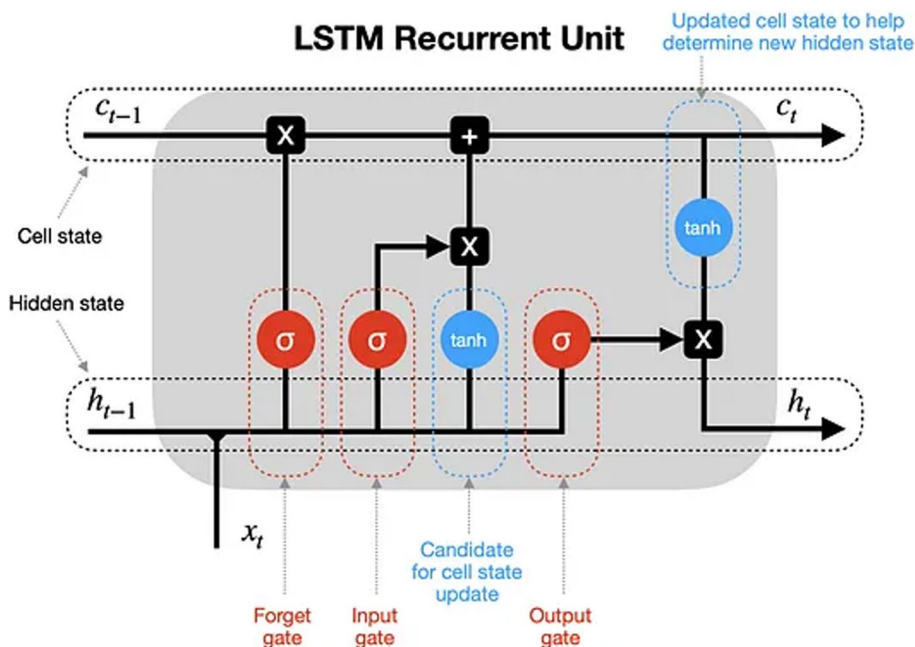 LSTM Recurrent Unit
Updated cell state to help
determine new hidden state
c_{t-1}
c_t
X
+
Cell state
tanh
X
Hidden state
σ
σ
tanh
σ
X
h_{t-1}
h_t
x_t
Candidate
for cell state
update
Forget
gate
Input
gate
Output
gate